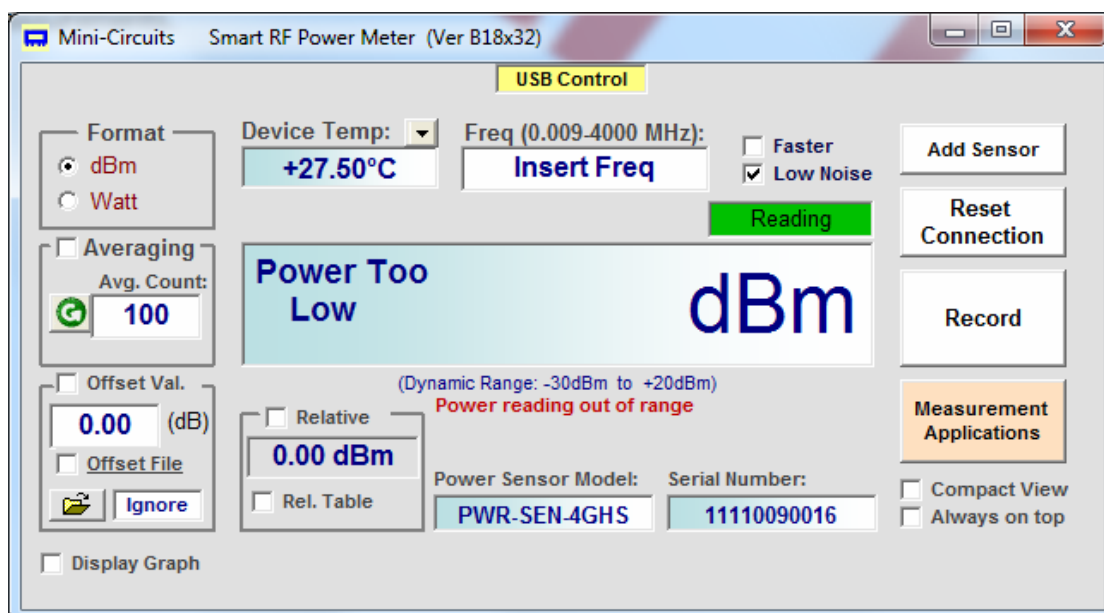 Mini-Circuits Smart RF Power Meter (Ver B18x32)
USB Control
Format
dBm
Watt
Device Temp:
+27.50°C
Freq (0.009-4000 MHz):
Insert Freq
Faster
Low Noise
Add Sensor
Reading
Reset
Connection
Averaging
Avg. Count:
100
Power Too
Low
dBm
Record
(Dynamic Range: -30dBm to +20dBm)
Power reading out of range
Offset Val.
0.00 (dB)
Offset File
Ignore
Relative
0.00 dBm
Rel. Table
Power Sensor Model:
PWR-SEN-4GHS
Serial Number:
11110090016
Measurement
Applications
Compact View
Always on top
Display Graph